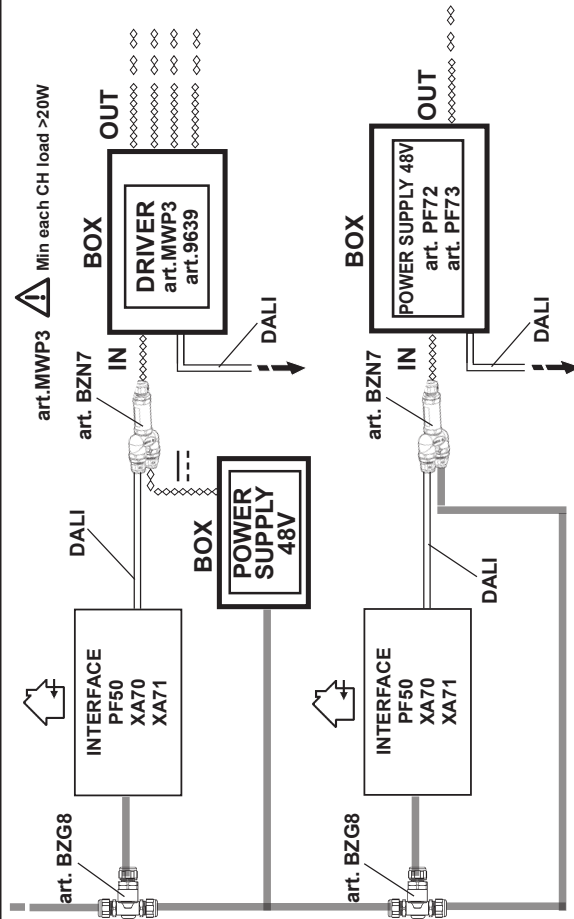 art.MWP3
Min each CH load >20W
art. BZG8
INTERFACE
PF50
XA70
XA71
DALI
art. BZN7
IN
BOX
DRIVER
art.MWP3
art.9639
OUT
DALI
BOX
POWER
SUPPLY
48V
art. BZG8
INTERFACE
PF50
XA70
XA71
DALI
art. BZN7
IN
BOX
POWER SUPPLY 48V
art. PF72
art. PF73
OUT
DALI